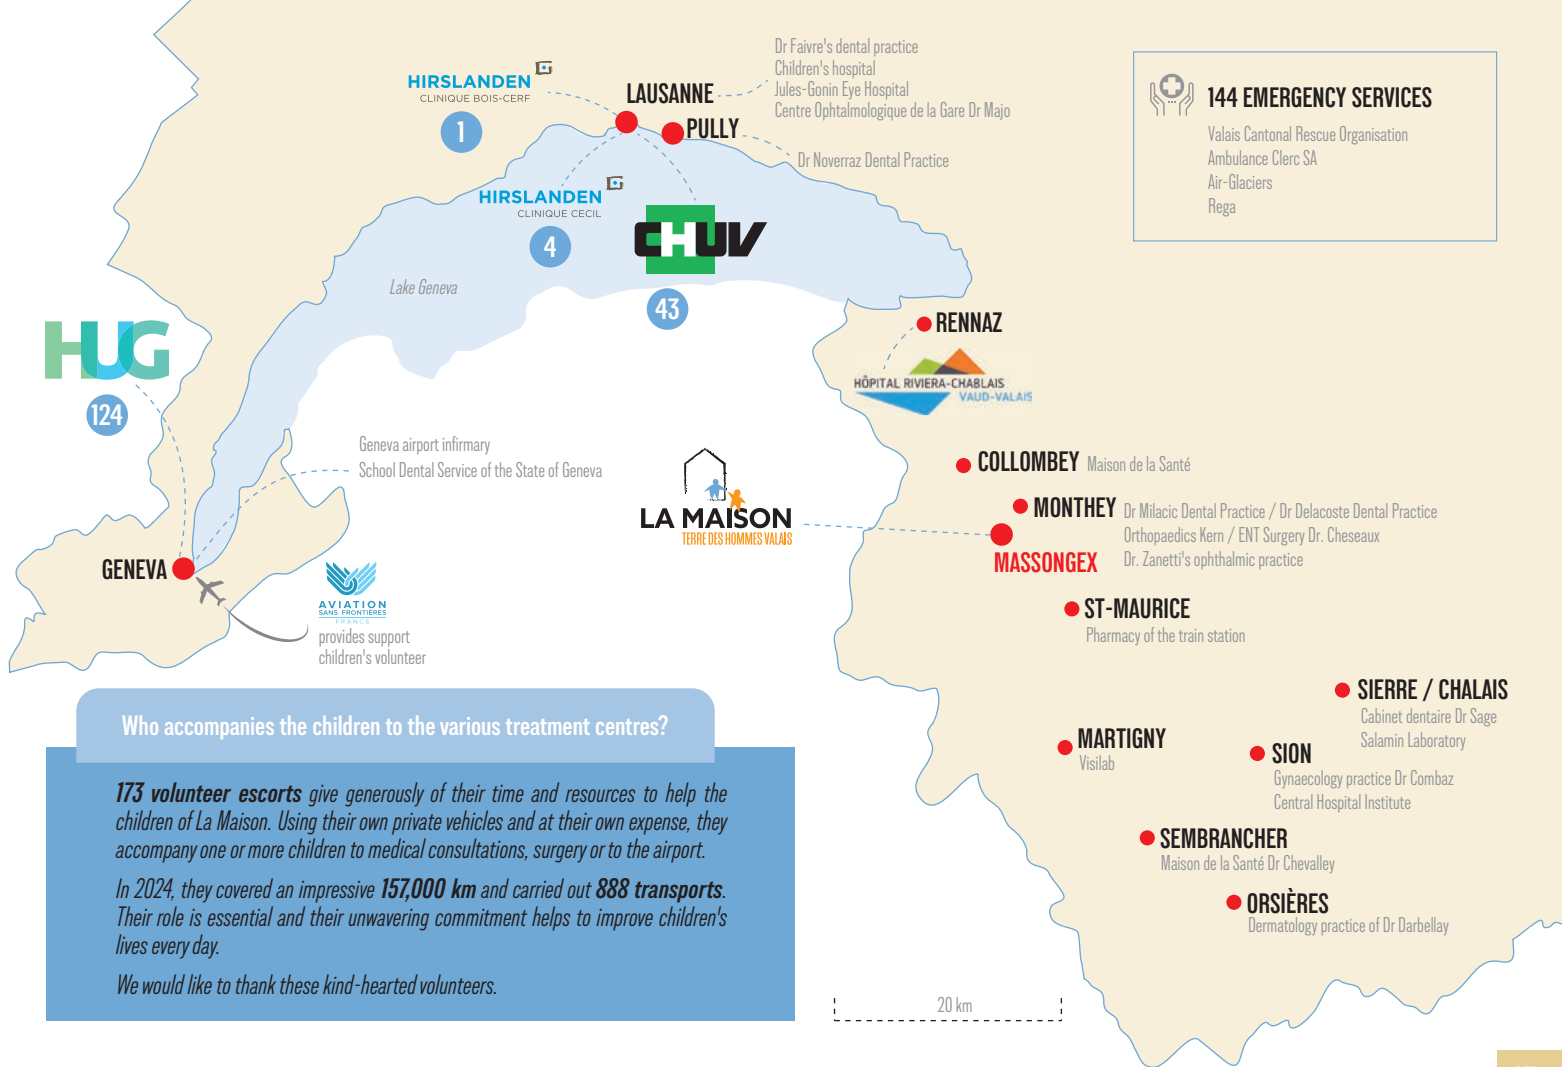 HIRSLANDEN
CLINIQUE BOIS-CERF
1
LAUSANNE
Dr Faivre's dental practice
Children's hospital
Jules-Gonin Eye Hospital
Centre Ophtalmologique de la Gare Dr Majo
PULLY
Dr Noverraz Dental Practice
144 EMERGENCY SERVICES
Valais Cantonal Rescue Organisation
Ambulance Clerc SA
Air-Glaciers
Rega
HIRSLANDEN
CLINIQUE CECIL
4
CHUV
43
Lake Geneva
HUG
124
RENNAZ
HÔPITAL RIVIERA-CHABLAIS
VAUD-VALAIS
Geneva airport infirmary
School Dental Service of the State of Geneva
LA MAISON
TERRE DES HOMMES VALAIS
COLLOMBEY Maison de la Santé
MONTHEY
Dr Milacic Dental Practice / Dr Delacoste Dental Practice
Orthopaedics Kern / ENT Surgery Dr. Cheseaux
Dr. Zanetti's ophthalmic practice
MASSONGEX
GENEVA
AVIATION
SANS FRONTIÈRES
FRANCE
provides support
children's volunteer
ST-MAURICE
Pharmacy of the train station
SIERRE / CHALAIS
Cabinet dentaire Dr Sage
Salamin Laboratory
MARTIGNY
Visilab
SION
Gynaecology practice Dr Combaz
Central Hospital Institute
SEMBRANCHER
Maison de la Santé Dr Chevalley
ORSIÈRES
Dermatology practice of Dr Darbellay
Who accompanies the children to the various treatment centres?
173 volunteer escorts give generously of their time and resources to help the
children of La Maison. Using their own private vehicles and at their own expense, they
accompany one or more children to medical consultations, surgery or to the airport.
In 2024, they covered an impressive 157,000 km and carried out 888 transports.
Their role is essential and their unwavering commitment helps to improve children's
lives every day.
We would like to thank these kind-hearted volunteers.
20 km